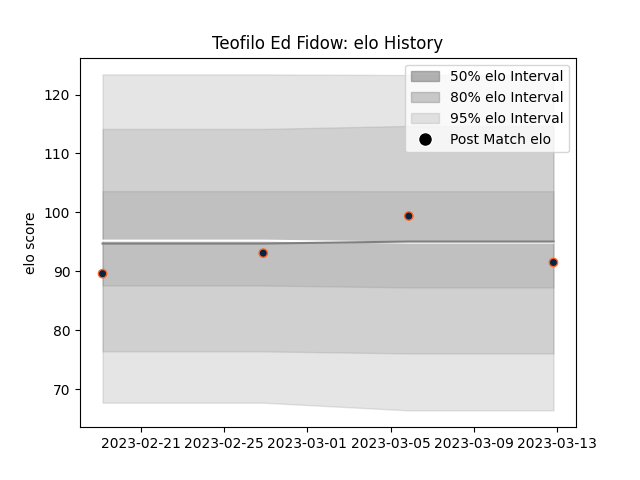 Teofilo Ed Fidow: elo History
50% elo Interval
80% elo Interval
95% elo Interval
Post Match elo
elo score
120
110
100
90
80
70
2023-02-21 2023-02-25 2023-03-01 2023-03-05 2023-03-09 2023-03-13